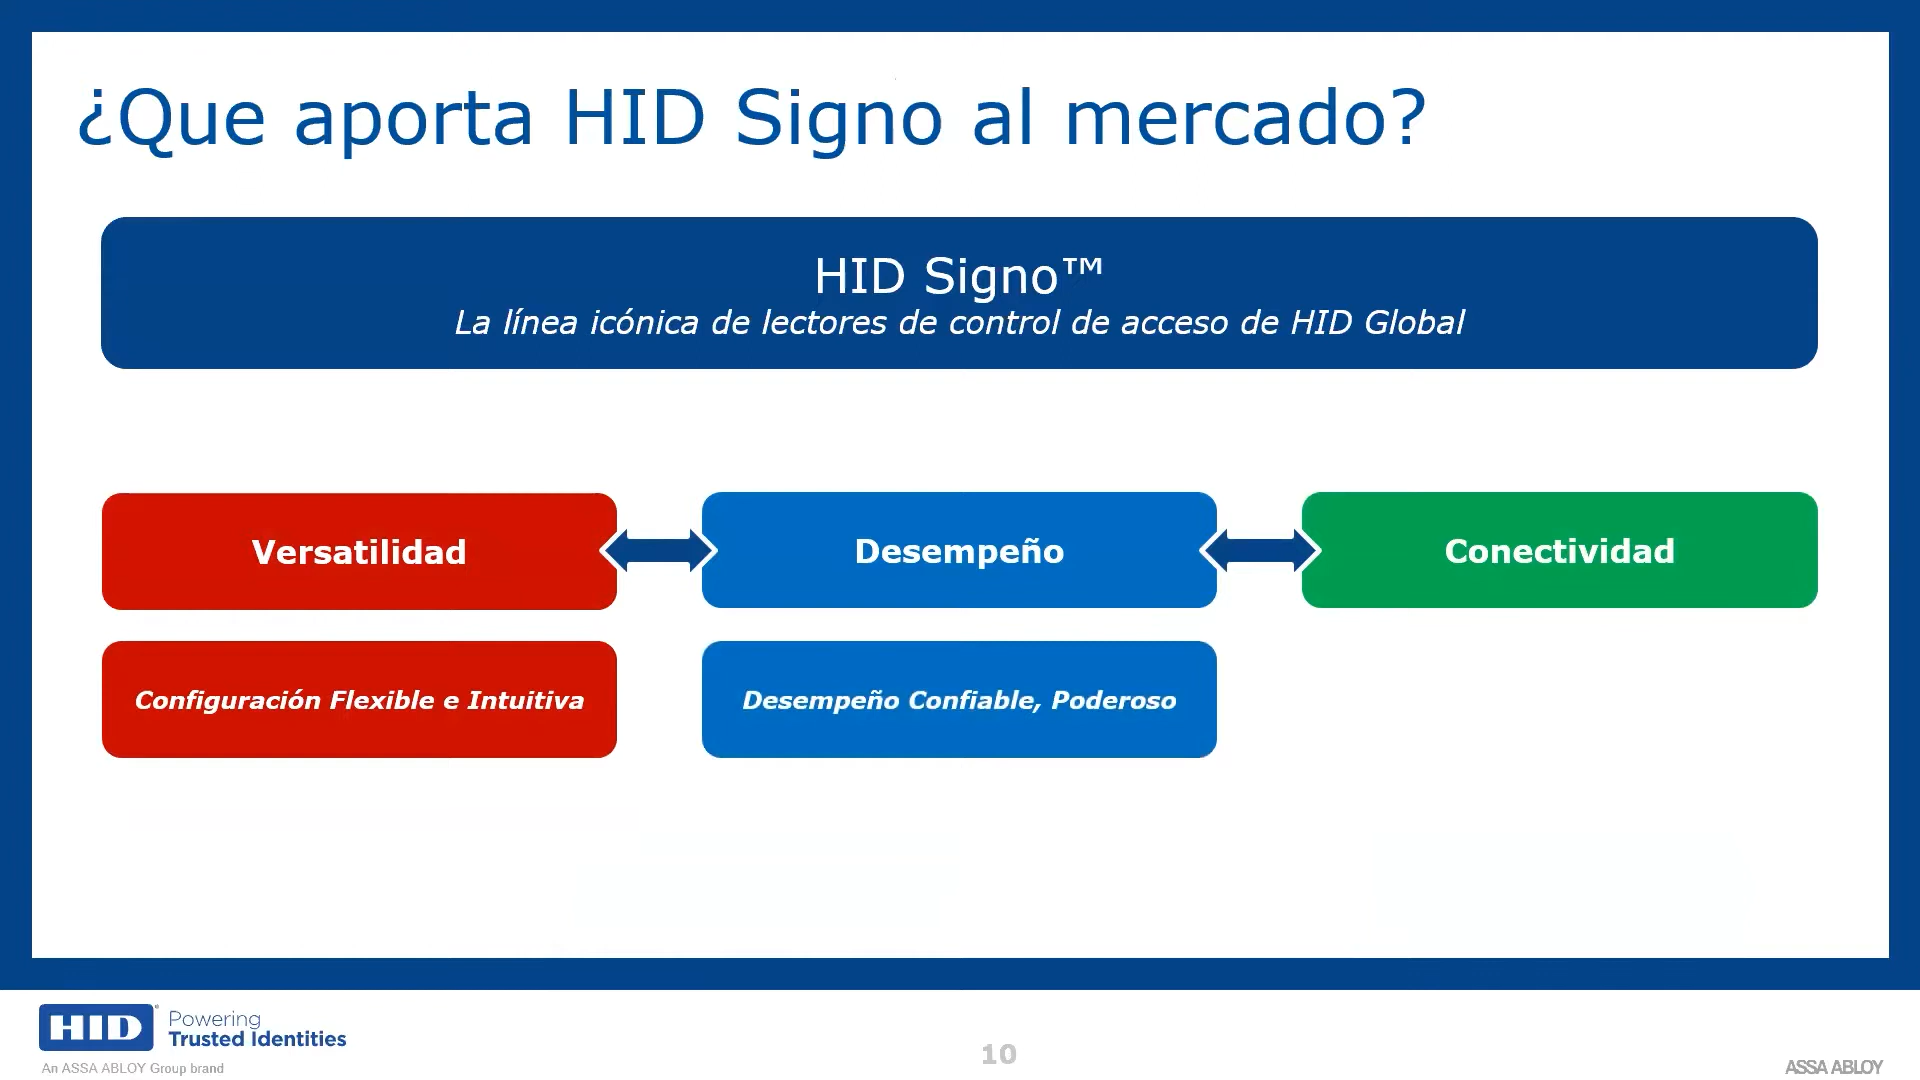 ¿Que aporta HID Signo al mercado?
HID Signo™
La línea icónica de lectores de control de acceso de HID Global
Versatilidad
Desempeño
Conectividad
Configuración Flexible e Intuitiva
Desempeño Confiable, Poderoso
HID®
Powering
Trusted Identities
An ASSA ABLOY Group brand
10
ASSA ABLOY